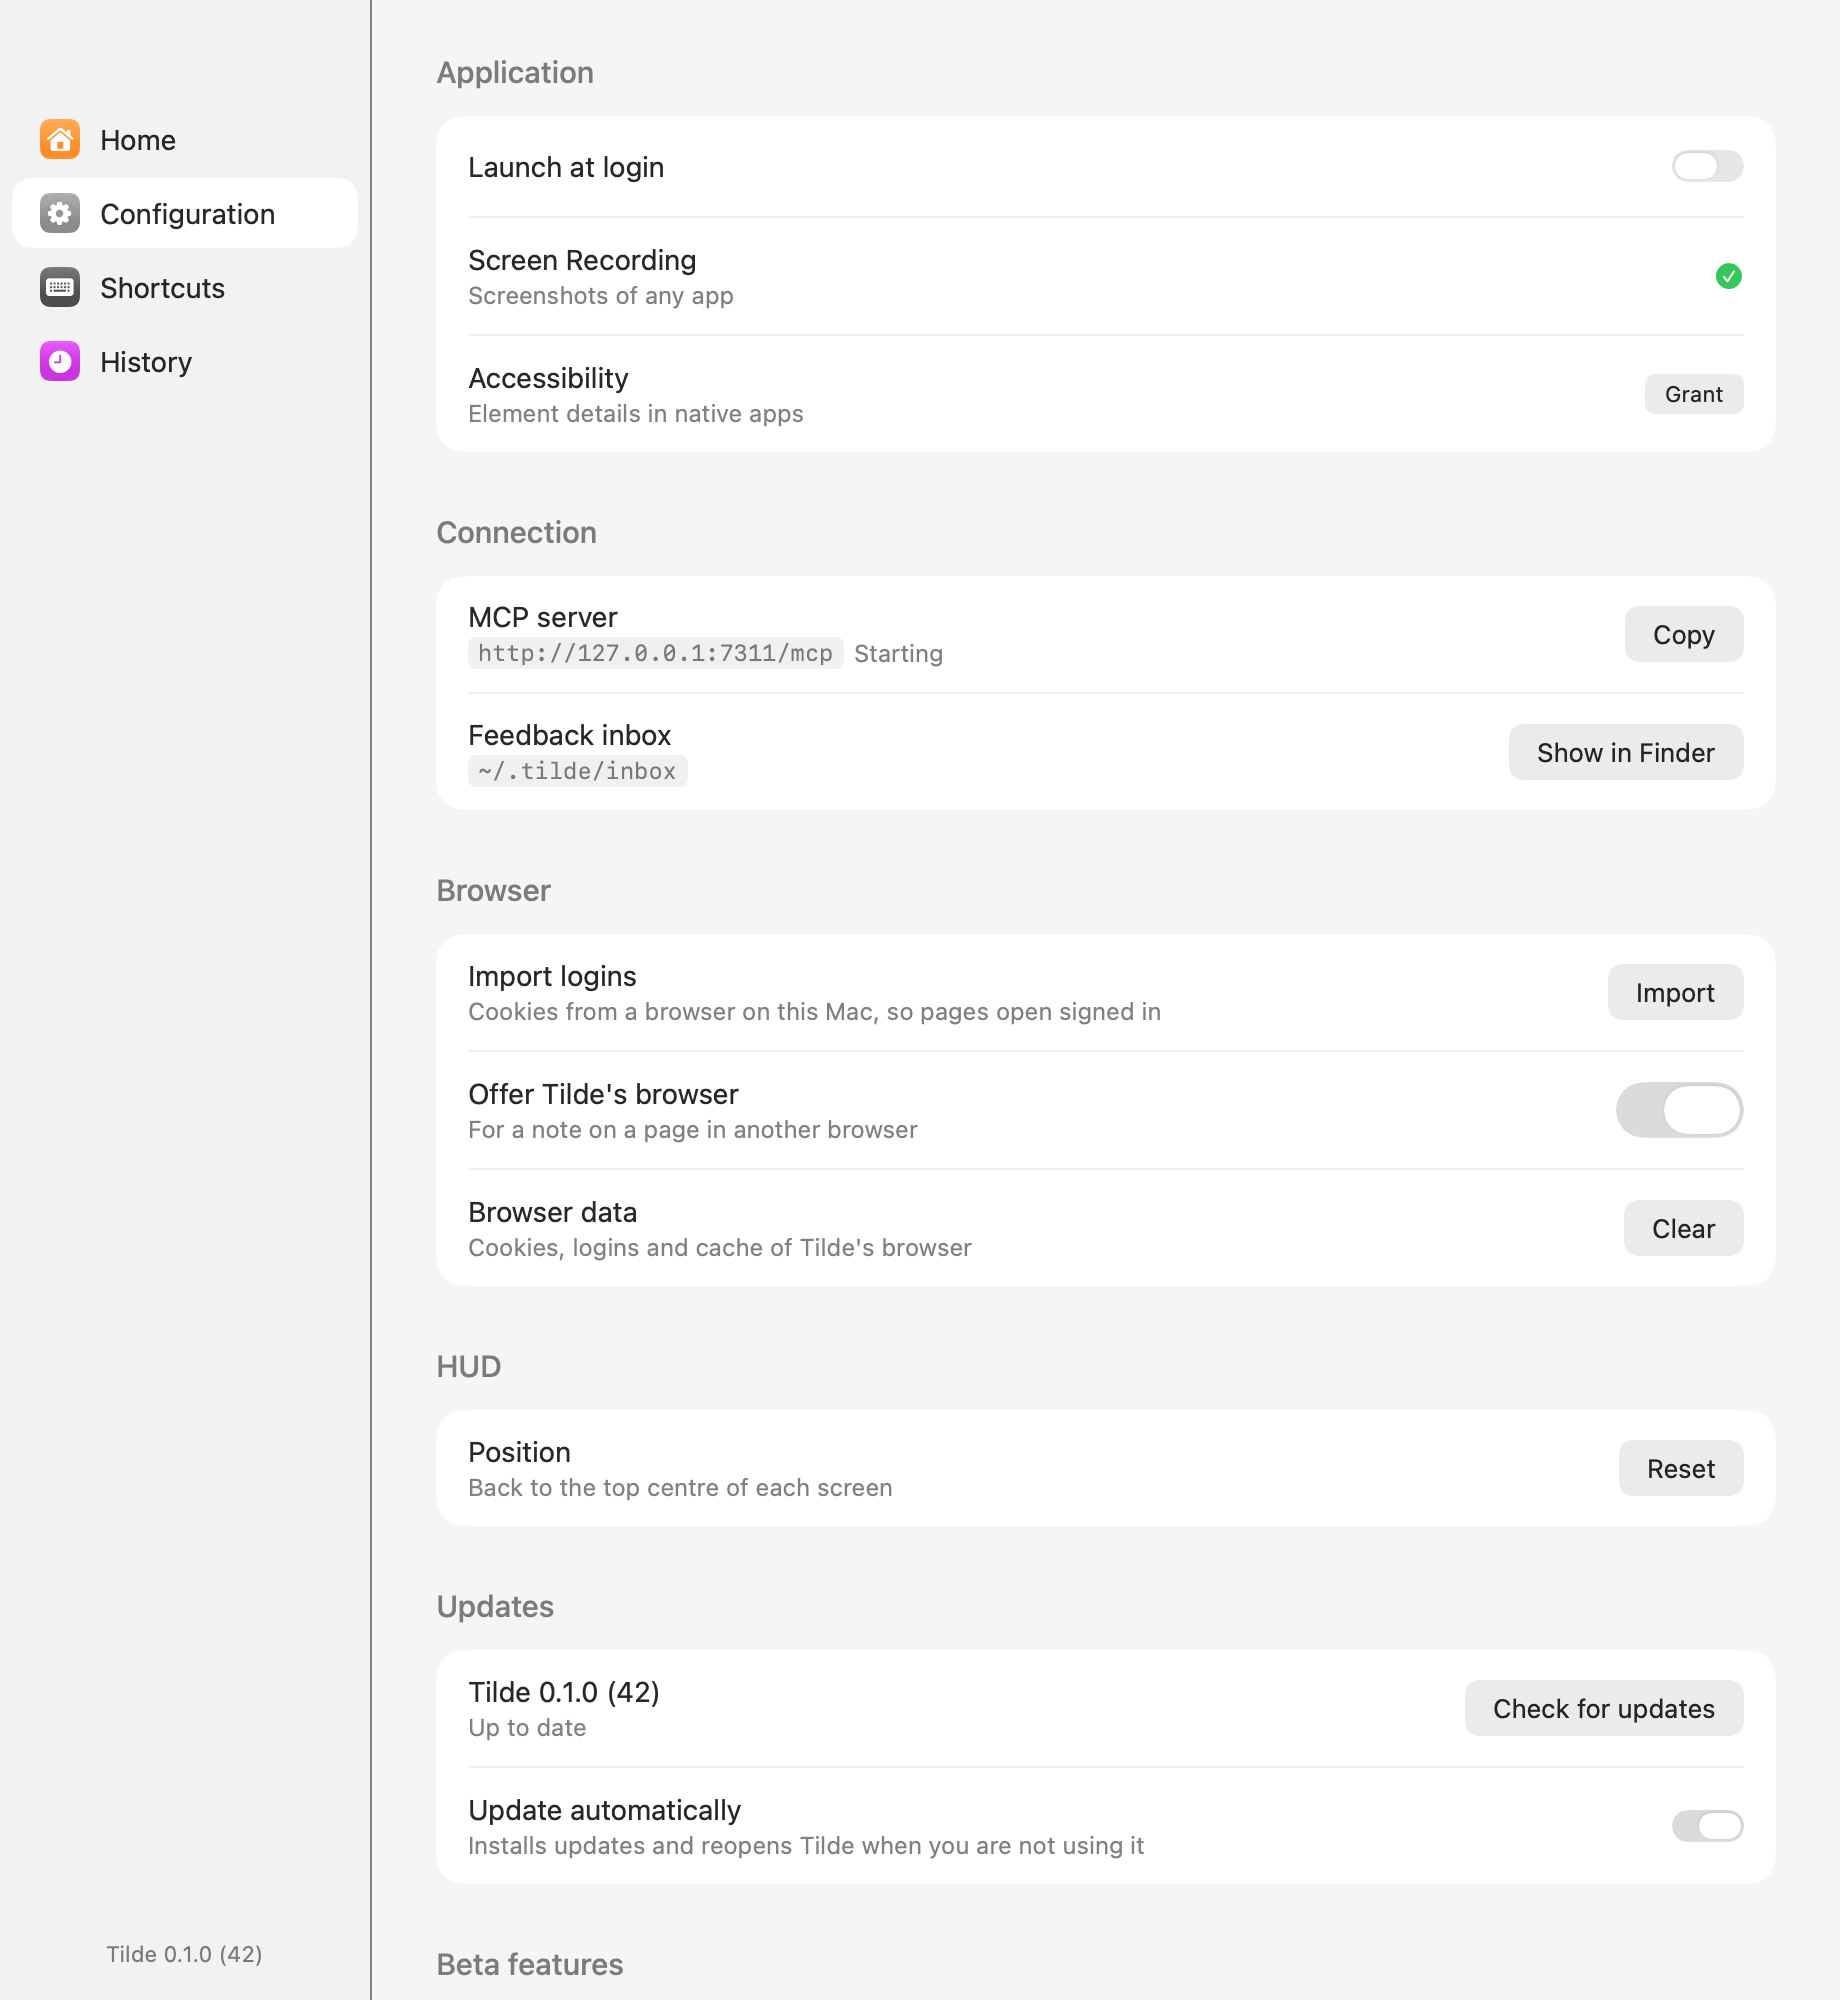 Home
Configuration
Shortcuts
History
Tilde 0.1.0 (42)
Application
Launch at login
Screen Recording
Screenshots of any app
Accessibility
Element details in native apps
Grant
Connection
MCP server
http://127.0.0.1:7311/mcp Starting
Copy
Feedback inbox
~/.tilde/inbox
Show in Finder
Browser
Import logins
Cookies from a browser on this Mac, so pages open signed in
Import
Offer Tilde's browser
For a note on a page in another browser
Browser data
Cookies, logins and cache of Tilde's browser
Clear
HUD
Position
Back to the top centre of each screen
Reset
Updates
Tilde 0.1.0 (42)
Up to date
Check for updates
Update automatically
Installs updates and reopens Tilde when you are not using it
Beta features